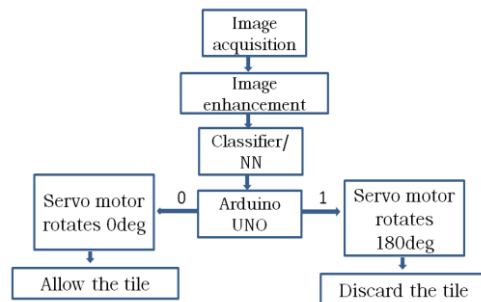 Image
acquisition
Image
enhancement
Classifier/
NN
Servo motor
rotates 0deg
0
Arduino
UNO
1
Servo motor
rotates
180deg
Allow the tile
Discard the tile